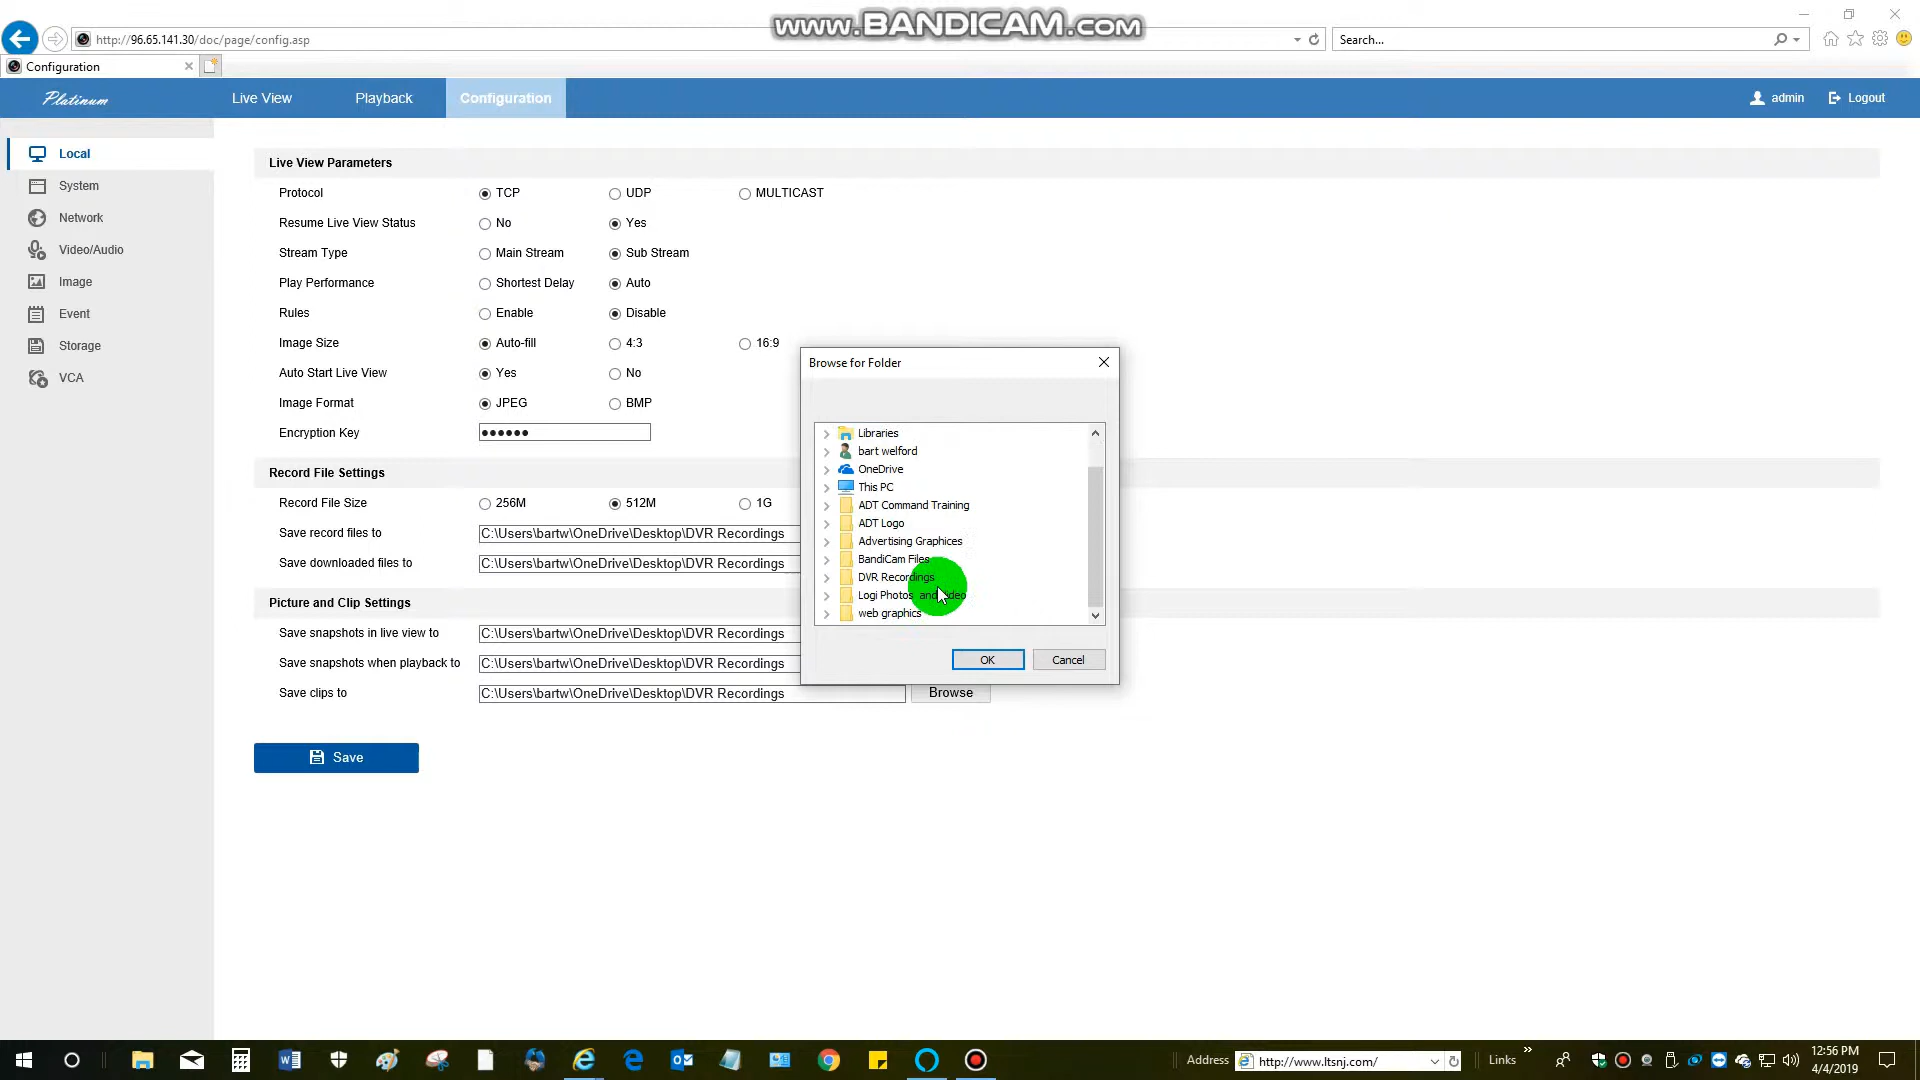 www.BANDICAM.com
http://96.65.141.30/doc/page/config.asp
Search...
Configuration
Platinum
Live View
Playback
Configuration
admin
Logout
Local
System
Network
Video/Audio
Image
Event
Storage
VCA
Live View Parameters
Protocol TCP UDP MULTICAST
Resume Live View Status No Yes
Stream Type Main Stream Sub Stream
Play Performance Shortest Delay Auto
Rules Enable Disable
Image Size Auto-fill 4:3 16:9
Auto Start Live View Yes No
Image Format JPEG BMP
Encryption Key ●●●●●●
Record File Settings
Record File Size 256M 512M 1G
Save record files to C:\Users\bartw\OneDrive\Desktop\DVR Recordings
Save downloaded files to C:\Users\bartw\OneDrive\Desktop\DVR Recordings
Picture and Clip Settings
Save snapshots in live view to C:\Users\bartw\OneDrive\Desktop\DVR Recordings
Save snapshots when playback to C:\Users\bartw\OneDrive\Desktop\DVR Recordings
Save clips to C:\Users\bartw\OneDrive\Desktop\DVR Recordings Browse
Save
Browse for Folder
Libraries
bart welford
OneDrive
This PC
ADT Command Training
ADT Logo
Advertising Graphices
BandiCam Files
DVR Recordings
Logi Photos and video
web graphics
OK Cancel
Address http://www.ltsnj.com/ Links
12:56 PM
4/4/2019